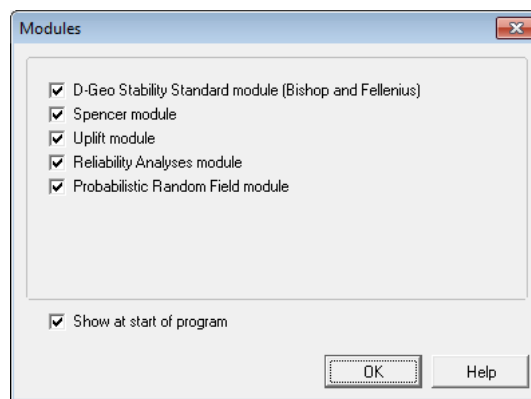 Modules
D-Geo Stability Standard module (Bishop and Fellenius)
Spencer module
Uplift module
Reliability Analyses module
Probabilistic Random Field module
Show at start of program
OK Help